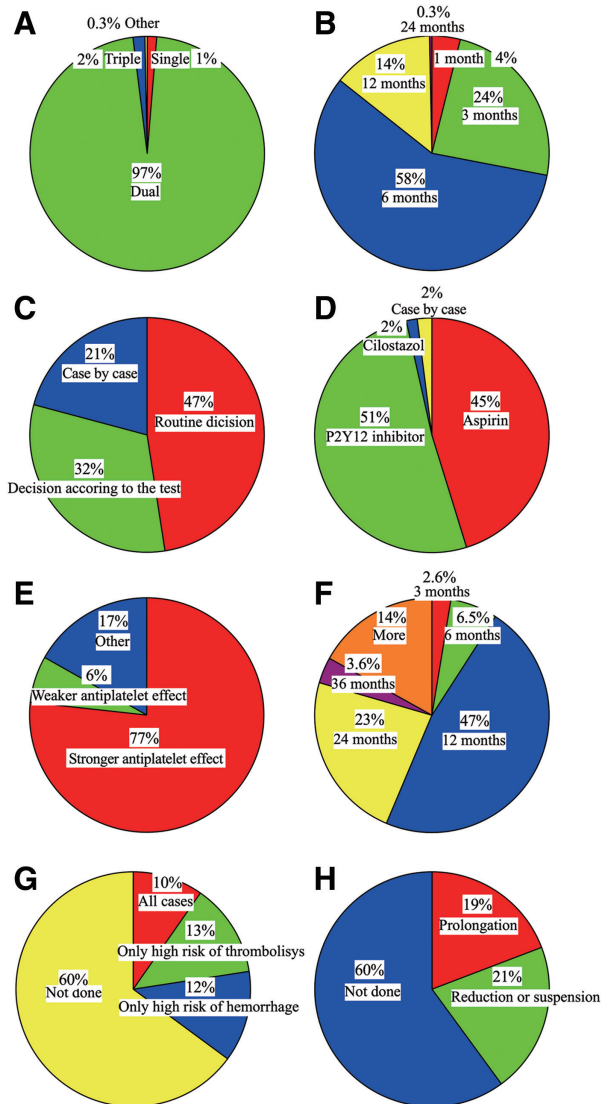 A
0.3% Other
2% Triple
Single 1%
97%
Dual
B
0.3%
24 months
1 month 4%
14%
12 months
24%
3 months
58%
6 months
C
21%
Case by case
47%
Routine dicision
32%
Decision accoring to the test
D
2%
Case by case
2%
Cilostazol
45%
Aspirin
51%
P2Y12 inhibitor
E
17%
Other
6%
Weaker antiplatelet effect
77%
Stronger antiplatelet effect
F
2.6%
3 months
14%
More
6.5%
6 months
3.6%
36 months
23%
24 months
47%
12 months
G
10%
All cases
13%
Only high risk of thrombolisys
60%
Not done
12%
Only high risk of hemorrhage
H
19%
Prolongation
60%
Not done
21%
Reduction or suspension